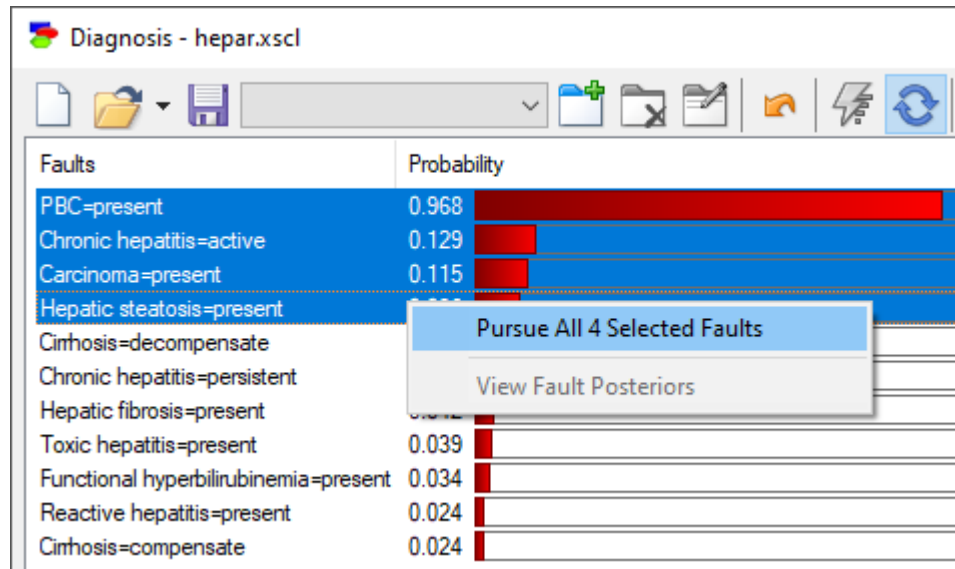 Diagnosis - hepar.xscl
Faults Probability
PBC=present 0.968
Chronic hepatitis=active 0.129
Carcinoma=present 0.115
Hepatic steatosis=present
Pursue All 4 Selected Faults
Cirrhosis=decompensate
Chronic hepatitis=persistent
View Fault Posteriors
Hepatic fibrosis=present
Toxic hepatitis=present 0.039
Functional hyperbilirubinemia=present 0.034
Reactive hepatitis=present 0.024
Cirrhosis=compensate 0.024